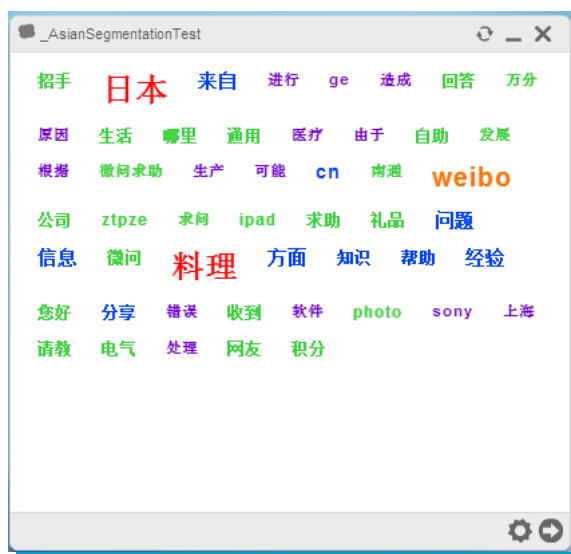 _AsianSegmentationTest
招手 日本 来自 进行 ge 造成 回答 万分
原因 生活 哪里 通用 医疗 由于 自助 发展
根据 微问求助 生产 可能 cn 南通 weibo
公司 ztpze 求问 ipad 求助 礼品 问题
信息 微问 料理 方面 知识 帮助 经验
您好 分享 错误 收到 软件 photo sony 上海
请教 电气 处理 网友 积分